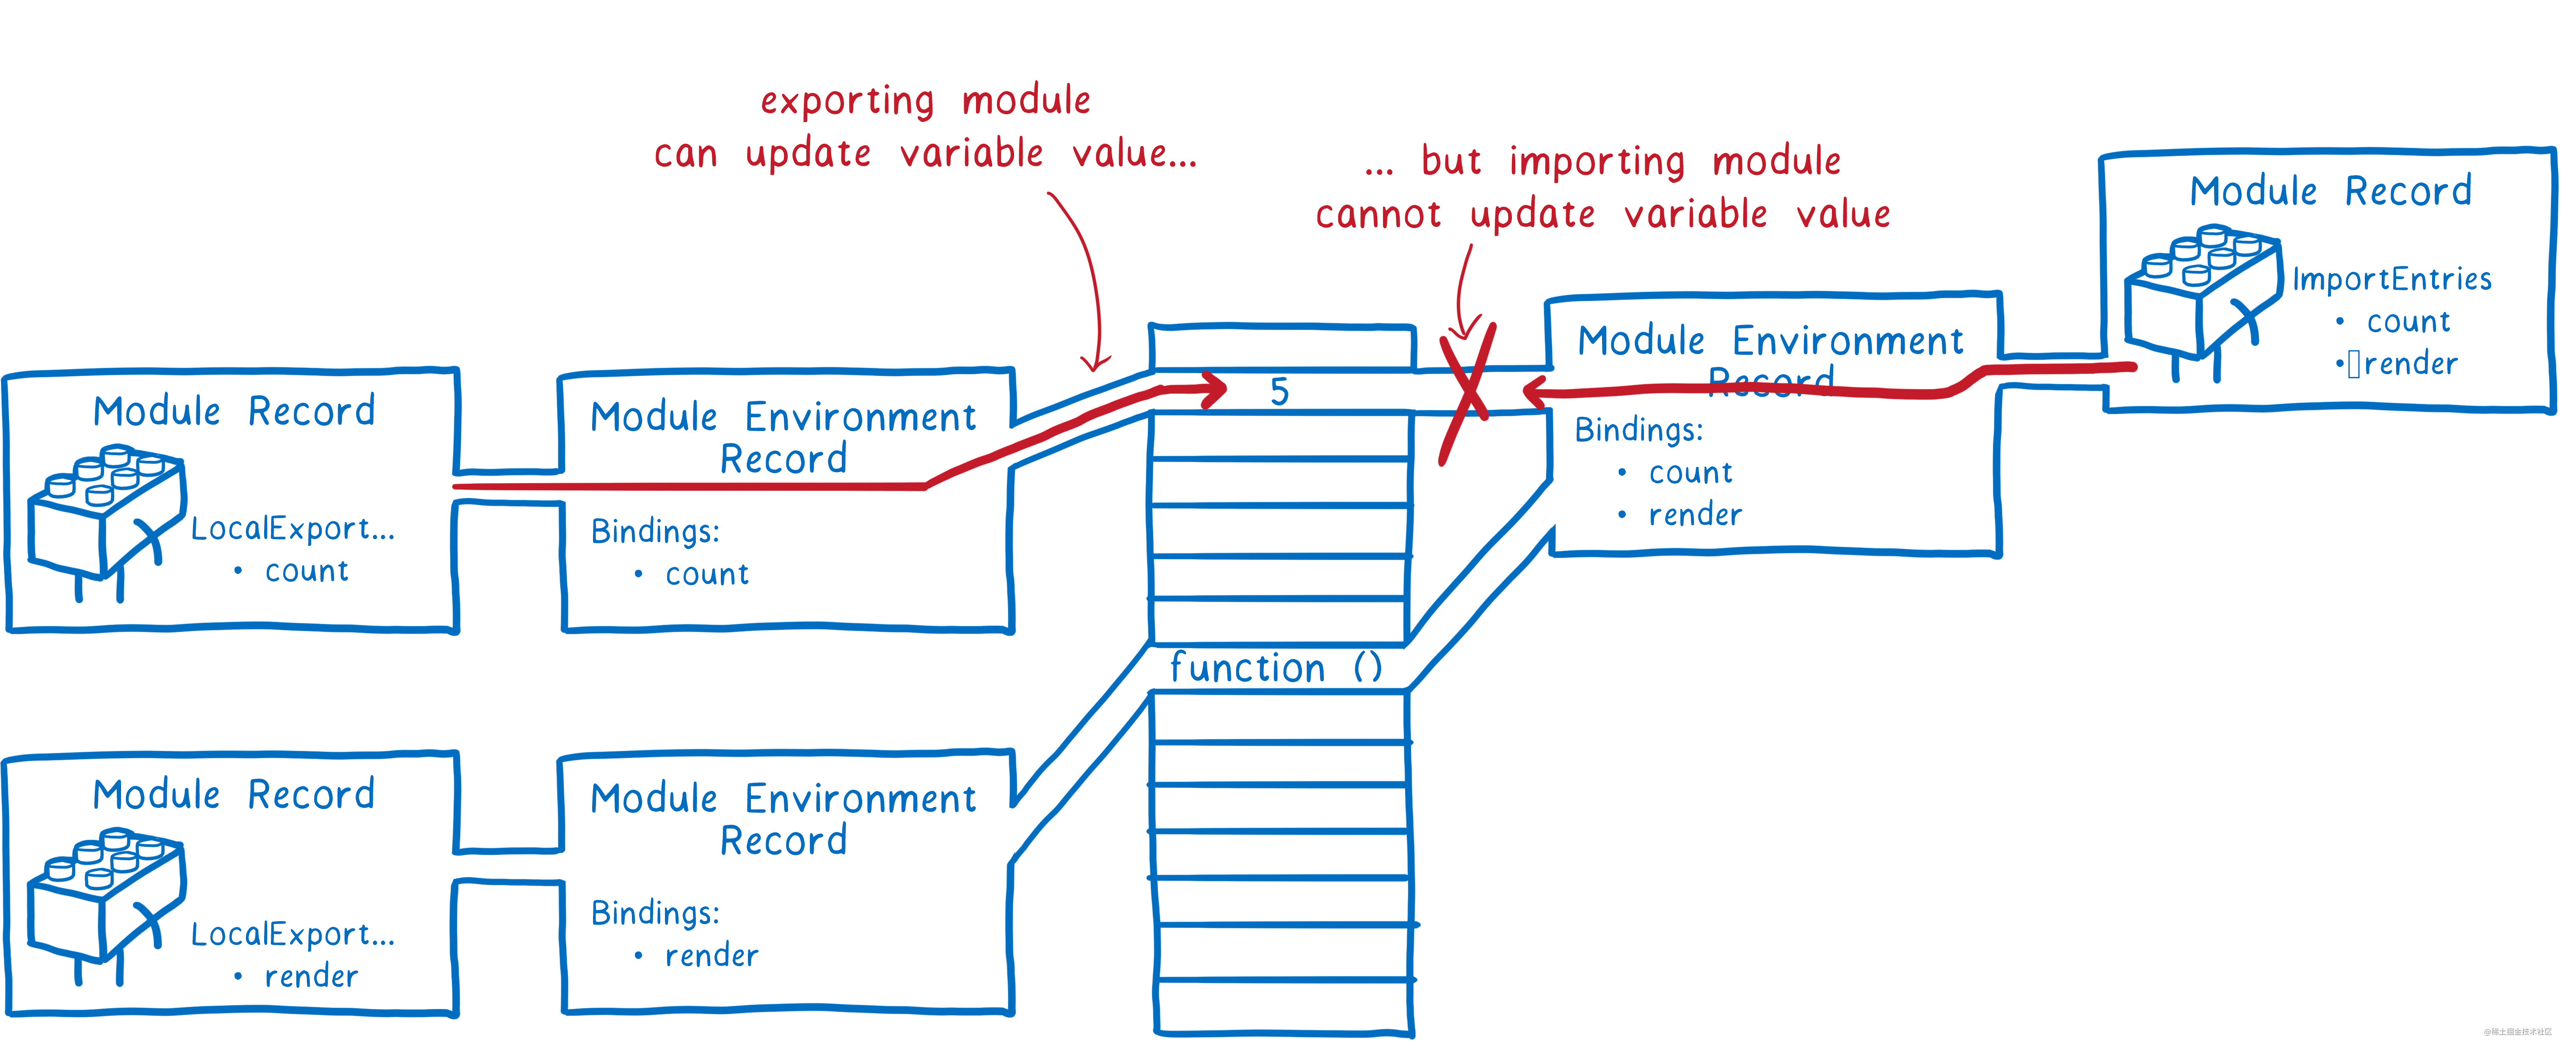 exporting module
can update variable value...
... but importing module
cannot update variable value
Module Record
ImportEntries
• count
• render
Module Environment
Record
Bindings:
• count
• render
Module Record
LocalExport...
• count
Module Environment
Record
Bindings:
• count
5
function ()
Module Record
LocalExport...
• render
Module Environment
Record
Bindings:
• render
@稀土掘金技术社区